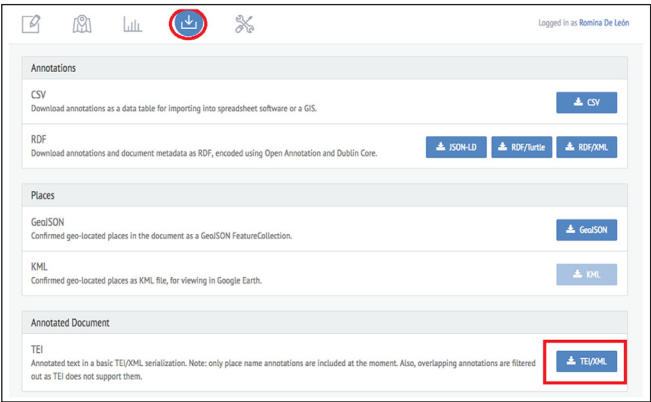 Logged in as Romina De León
Annotations
CSV
Download annotations as a data table for importing into spreadsheet software or a GIS.
CSV
RDF
Download annotations and document metadata as RDF, encoded using Open Annotation and Dublin Core.
JSON-LD
RDF/Turtle
RDF/XML
Places
GeoJSON
Confirmed geo-located places in the document as a GeoJSON FeatureCollection.
GeoJSON
KML
Confirmed geo-located places as KML file, for viewing in Google Earth.
KML
Annotated Document
TEI
Annotated text in a basic TEI/XML serialization. Note: only place name annotations are included at the moment. Also, overlapping annotations are filtered
out as TEI does not support them.
TEI/XML